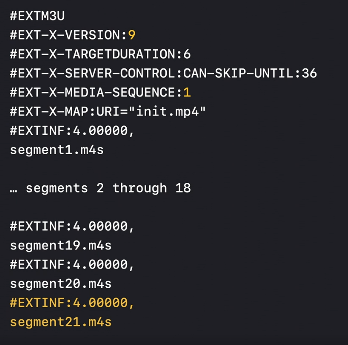 #EXTM3U
#EXT-X-VERSION:9
#EXT-X-TARGETDURATION:6
#EXT-X-SERVER-CONTROL:CAN-SKIP-UNTIL:36
#EXT-X-MEDIA-SEQUENCE:1
#EXT-X-MAP:URI="init.mp4"
#EXTINF:4.00000,
segment1.m4s
… segments 2 through 18
#EXTINF:4.00000,
segment19.m4s
#EXTINF:4.00000,
segment20.m4s
#EXTINF:4.00000,
segment21.m4s